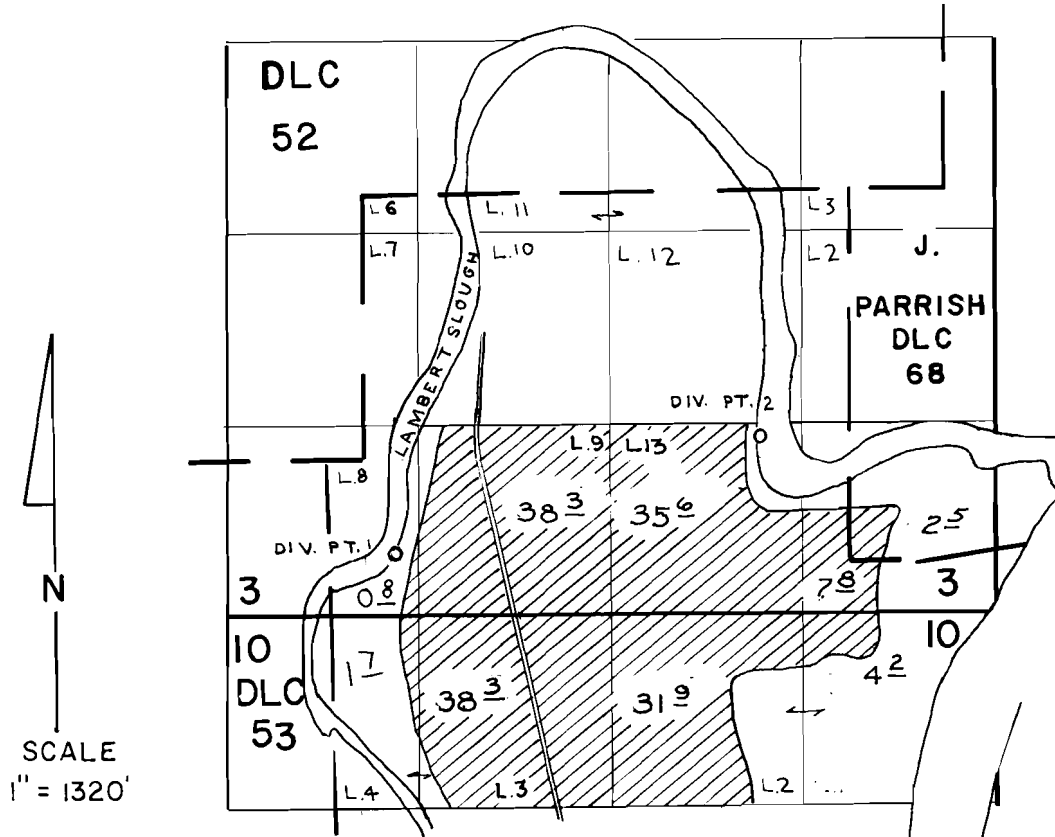 DLC
52
L.6
L.11
L3
L.7
L.10
L.12
L2
J.
PARRISH
DLC
68
LAMBERT SLOUGH
DIV. PT. 2
L.9
L.13
L.8
38 3
35 6
2 5
DIV. PT. 1
N
3
0 8
7 8
3
10
10
DLC
53
1 7
38 3
31 9
4 2
SCALE
1" = 1320'
L.4
L.3
L.2